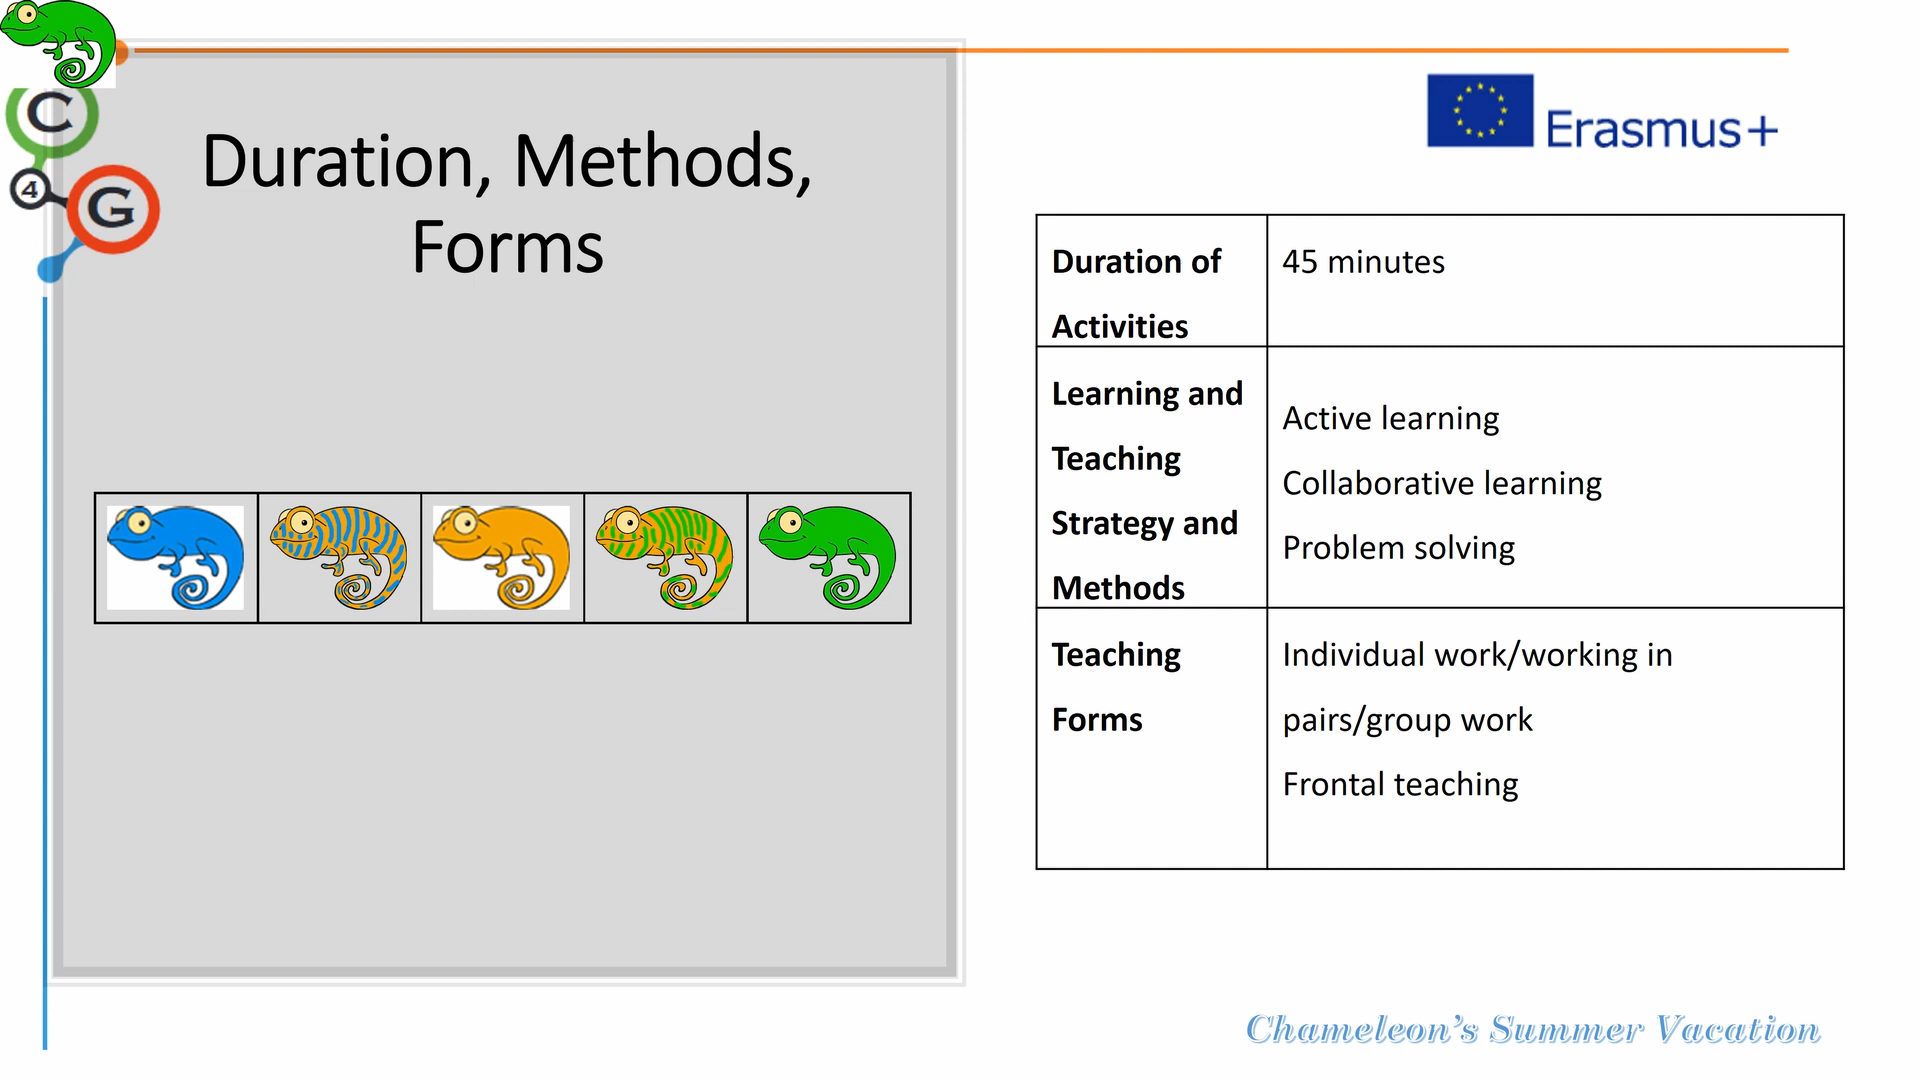 C
4
G
Duration, Methods,
Forms
Erasmus+
Duration of
Activities
45 minutes
Learning and
Teaching
Strategy and
Methods
Active learning
Collaborative learning
Problem solving
Teaching
Forms
Individual work/working in
pairs/group work
Frontal teaching
Chameleon’s Summer Vacation